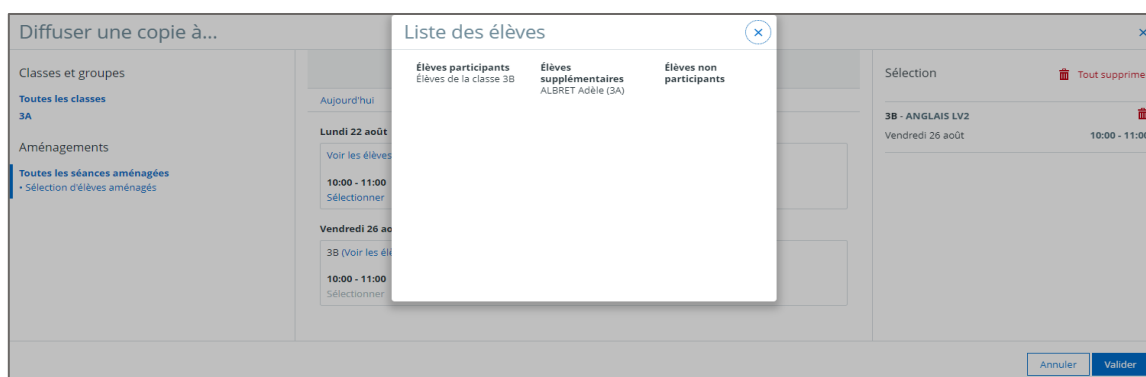 Diffuser une copie à...
Classes et groupes
Toutes les classes
3A
Aménagements
Toutes les séances aménagées
• Sélection d'élèves aménagés
Aujourd'hui
Lundi 22 août
Voir les élèves
10:00 - 11:00
Sélectionner
Vendredi 26 ao
3B (Voir les élè
10:00 - 11:00
Sélectionner
Liste des élèves
Élèves participants
Élèves de la classe 3B
Élèves
supplémentaires
ALBRET Adèle (3A)
Élèves non
participants
Sélection
Tout supprime
3B - ANGLAIS LV2
Vendredi 26 août
10:00 - 11:00
Annuler
Valider